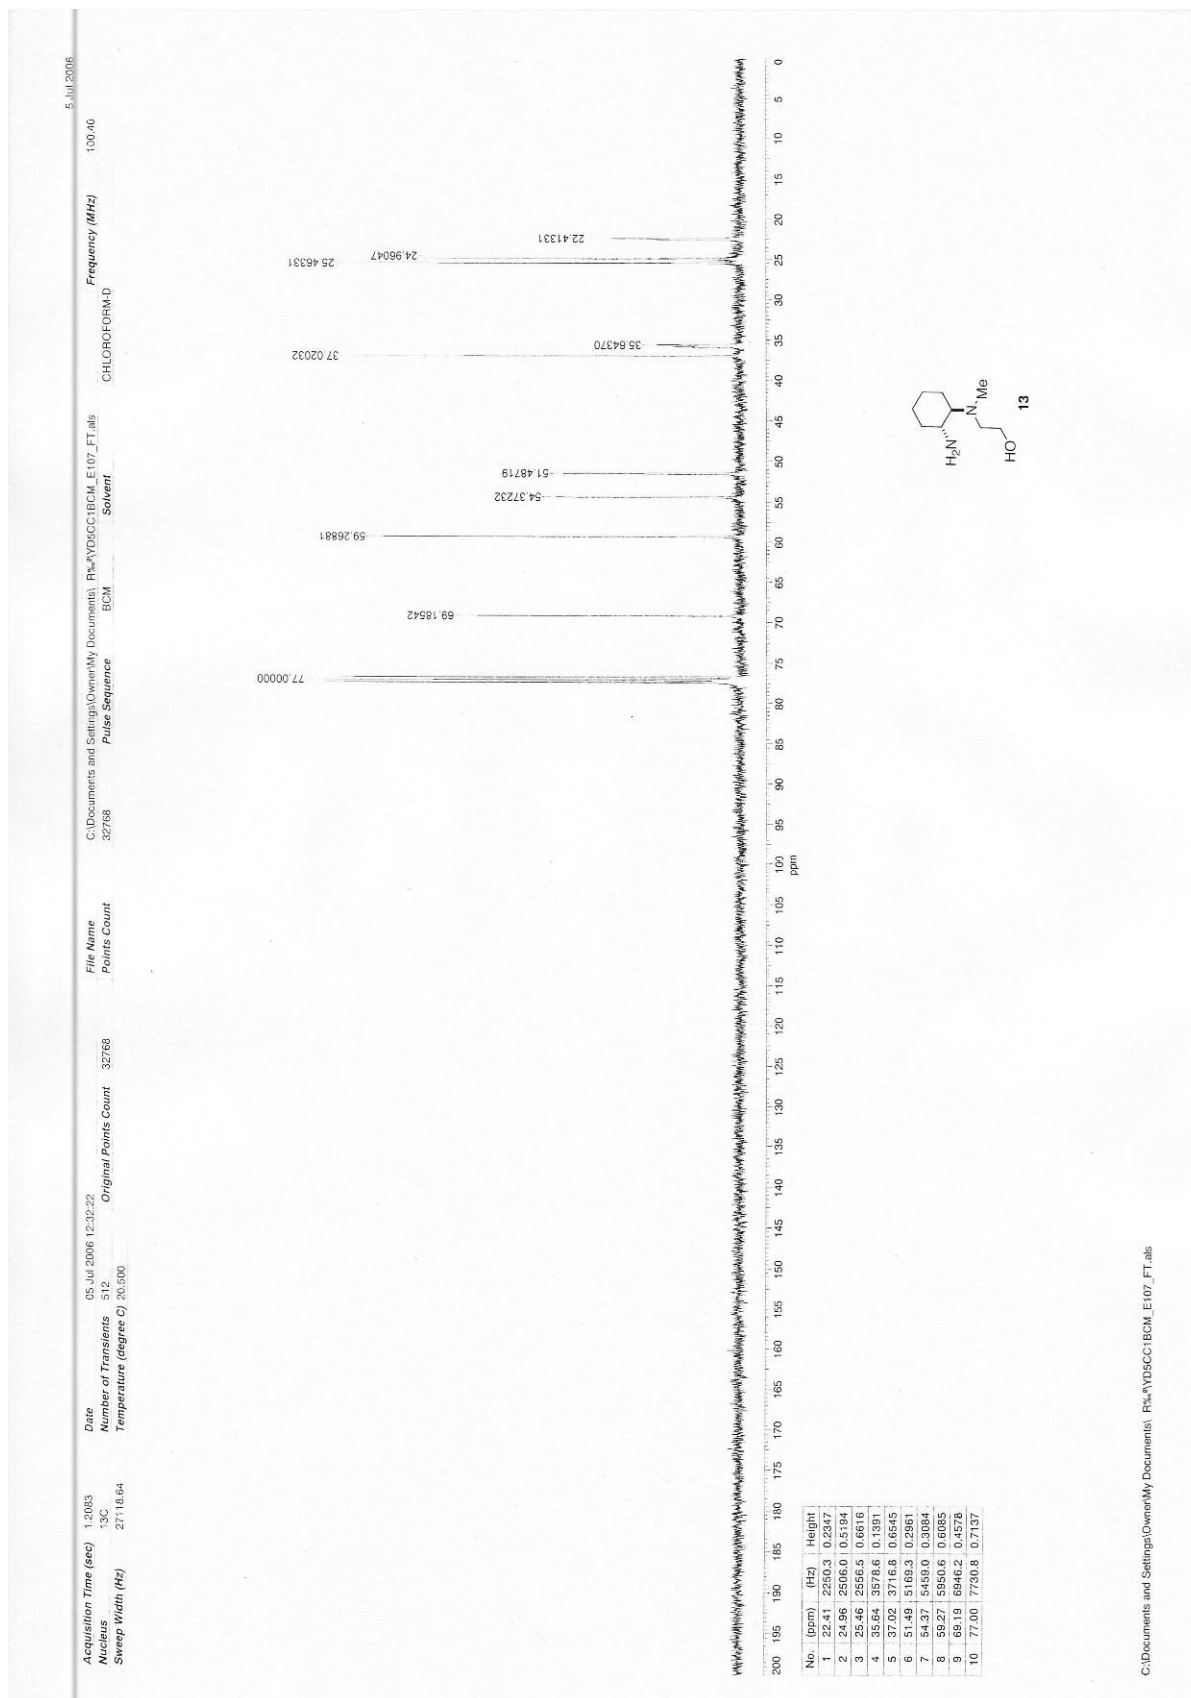 5 Jul 2006
Acquisition Time (sec) 1.2083 Date 05 Jul 2006 12:32:22 File Name C:\Documents and Settings\Owner\My Documents\ R‰ª\YD5CC1BCM_E107_FT.als Frequency (MHz) 100.40
Nucleus 13C Number of Transients 512 Original Points Count 32768 Points Count 32768 Pulse Sequence BCM Solvent CHLOROFORM-D
Sweep Width (Hz) 27118.64 Temperature (degree C) 20.500
77.00000
69.18542
59.26881
54.37232
51.48719
37.02032
35.64370
25.46331
24.96047
22.41331
200 195 190 185 180 175 170 165 160 155 150 145 140 135 130 125 120 115 110 105 100 95 90 85 80 75 70 65 60 55 50 45 40 35 30 25 20 15 10 5 0
ppm
No. (ppm) (Hz) Height
1 22.41 2250.3 0.2347
2 24.96 2506.0 0.5194
3 25.46 2556.5 0.6616
4 35.64 3578.6 0.1391
5 37.02 3716.8 0.6545
6 51.49 5169.3 0.2961
7 54.37 5459.0 0.3084
8 59.27 5950.6 0.6085
9 69.19 6946.2 0.4578
10 77.00 7730.8 0.7137
H₂N
N
Me
HO
13
C:\Documents and Settings\Owner\My Documents\ R‰ª\YD5CC1BCM_E107_FT.als